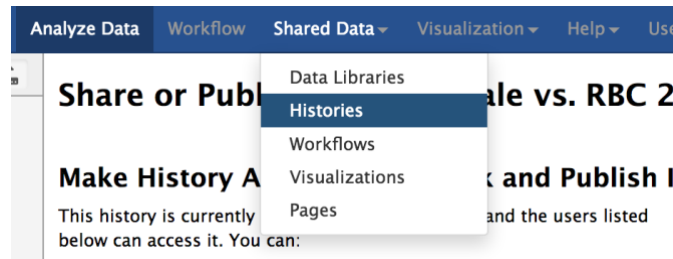 Analyze Data Workflow Shared Data Visualization Help Use
Data Libraries
Share or Publ ale vs. RBC 2
Histories
Workflows
Make History A k and Publish I
Visualizations
This history is currently and the users listed
Pages
below can access it. You can: